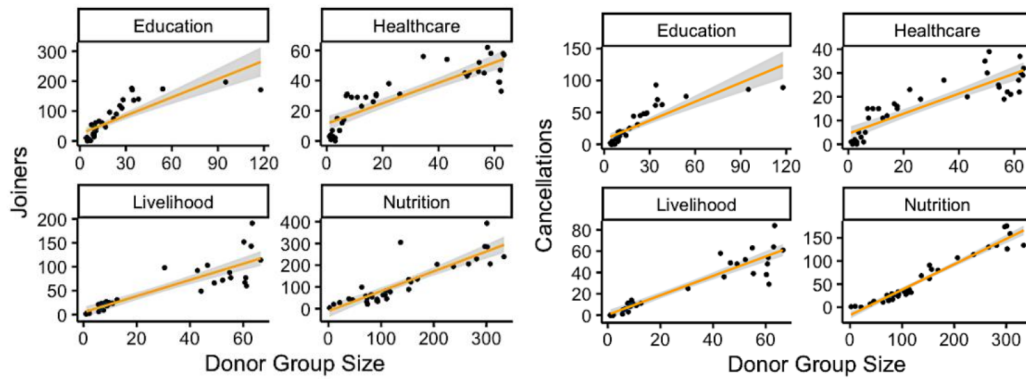 Education Healthcare
300
200
100
0
0 30 60 90 118
60
40
20
0
0 20 40 60
Livelihood Nutrition
200
150
100
50
0
0 20 40 60
400
300
200
100
0
0 100 200 300
Joiners
Donor Group Size
Education Healthcare
150
100
50
0
0 30 60 90 118
40
30
20
10
0
0 20 40 60
Livelihood Nutrition
80
60
40
20
0
0 20 40 60
150
100
50
0
0 100 200 300
Cancellations
Donor Group Size